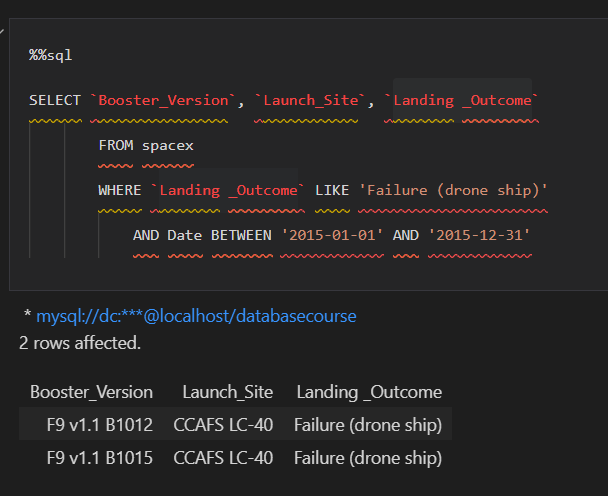 %%sql
SELECT `Booster_Version`, `Launch_Site`, `Landing _Outcome`
FROM spacex
WHERE `Landing _Outcome` LIKE 'Failure (drone ship)'
AND Date BETWEEN '2015-01-01' AND '2015-12-31'
* mysql://dc:***@localhost/databasecourse
2 rows affected.
Booster_Version Launch_Site Landing _Outcome
F9 v1.1 B1012 CCAFS LC-40 Failure (drone ship)
F9 v1.1 B1015 CCAFS LC-40 Failure (drone ship)